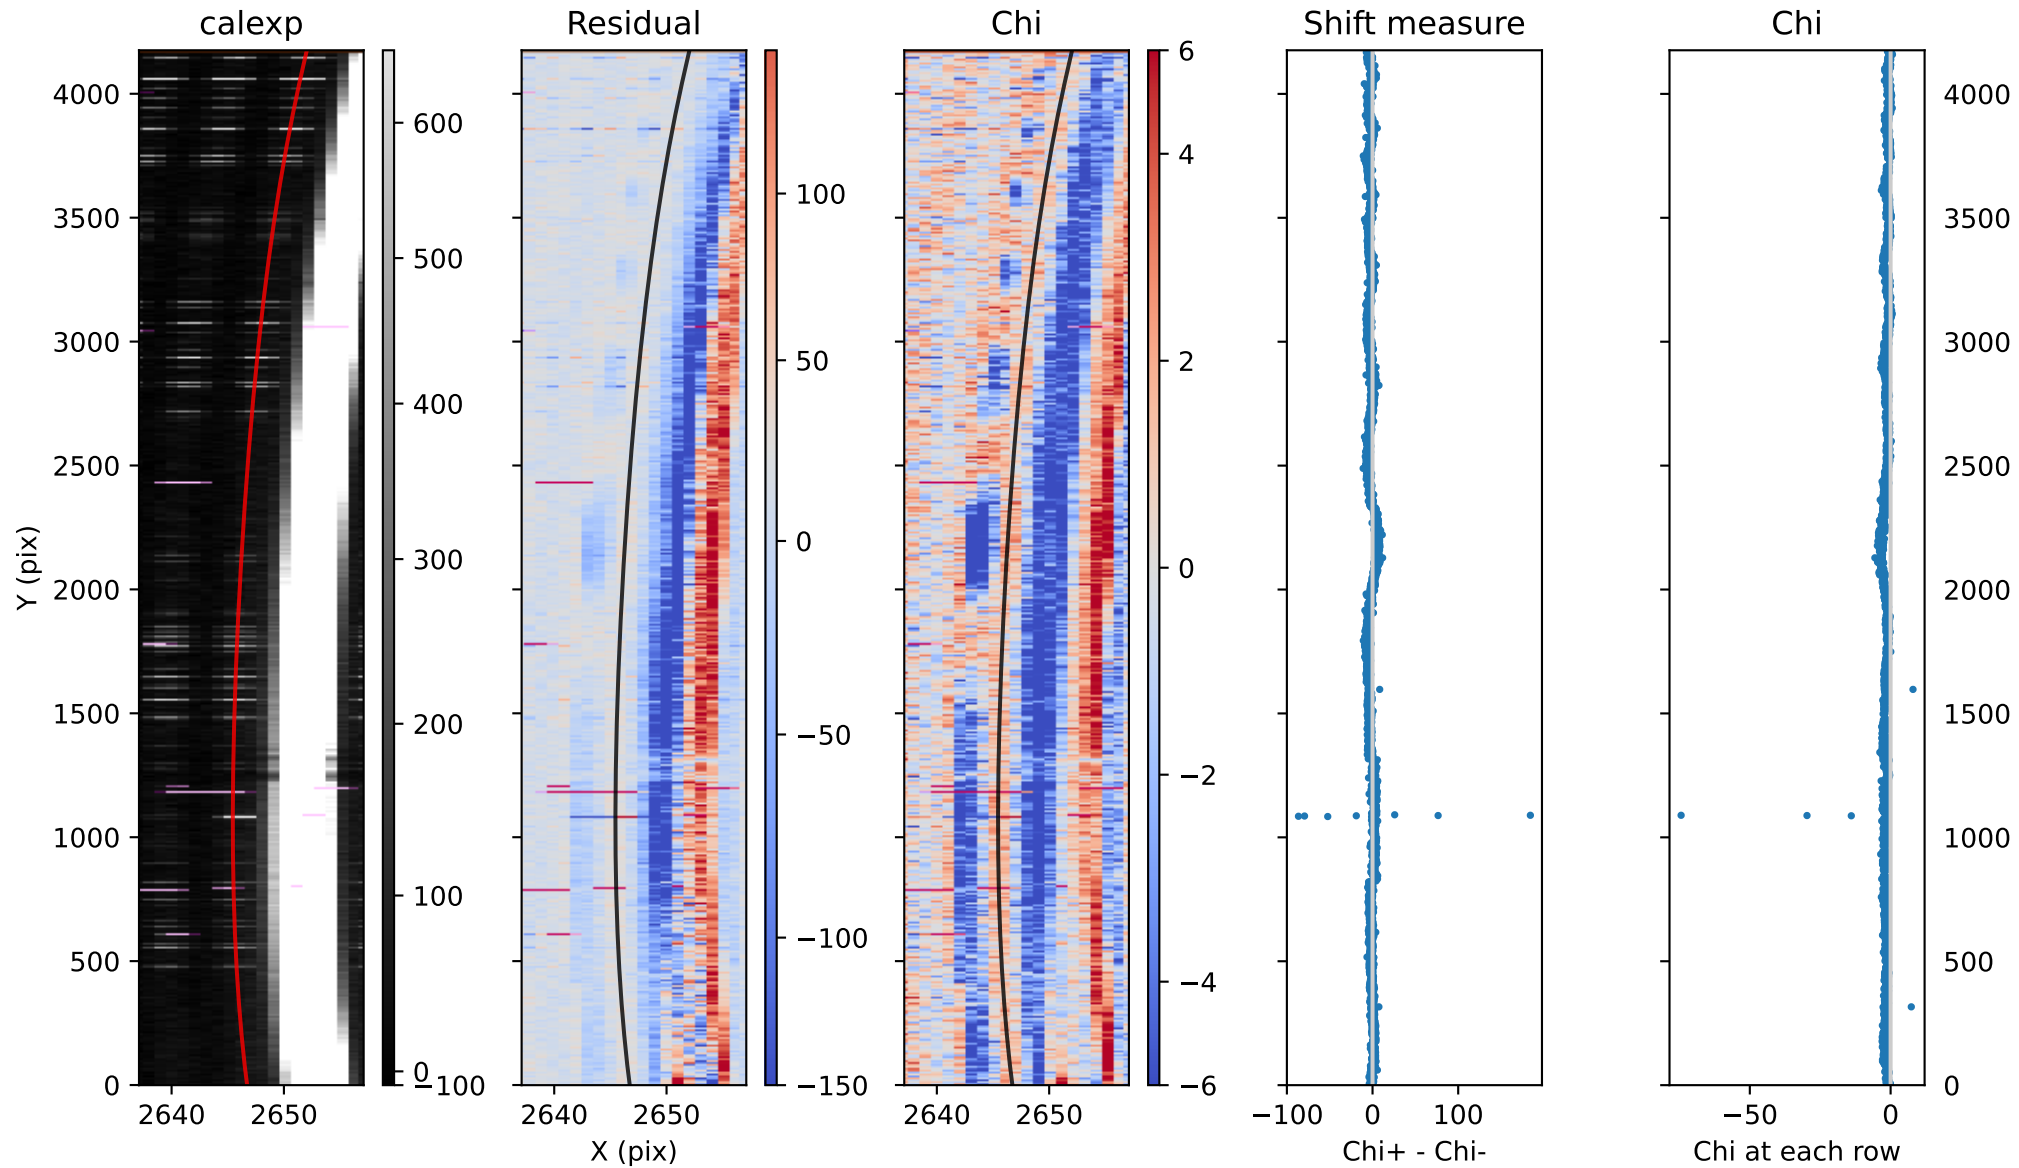 calexp Residual Chi Shift measure Chi
Y (pix)
4000 3500 3000 2500 2000 1500 1000 500 0
600 500 400 300 200 100 0 −100
100 50 0 −50 −100 −150
6 4 2 0 −2 −4 −6
4000 3500 3000 2500 2000 1500 1000 500 0
2640 2650 2640 2650 2640 2650 −100 0 100 −50 0
X (pix) Chi+ - Chi- Chi at each row